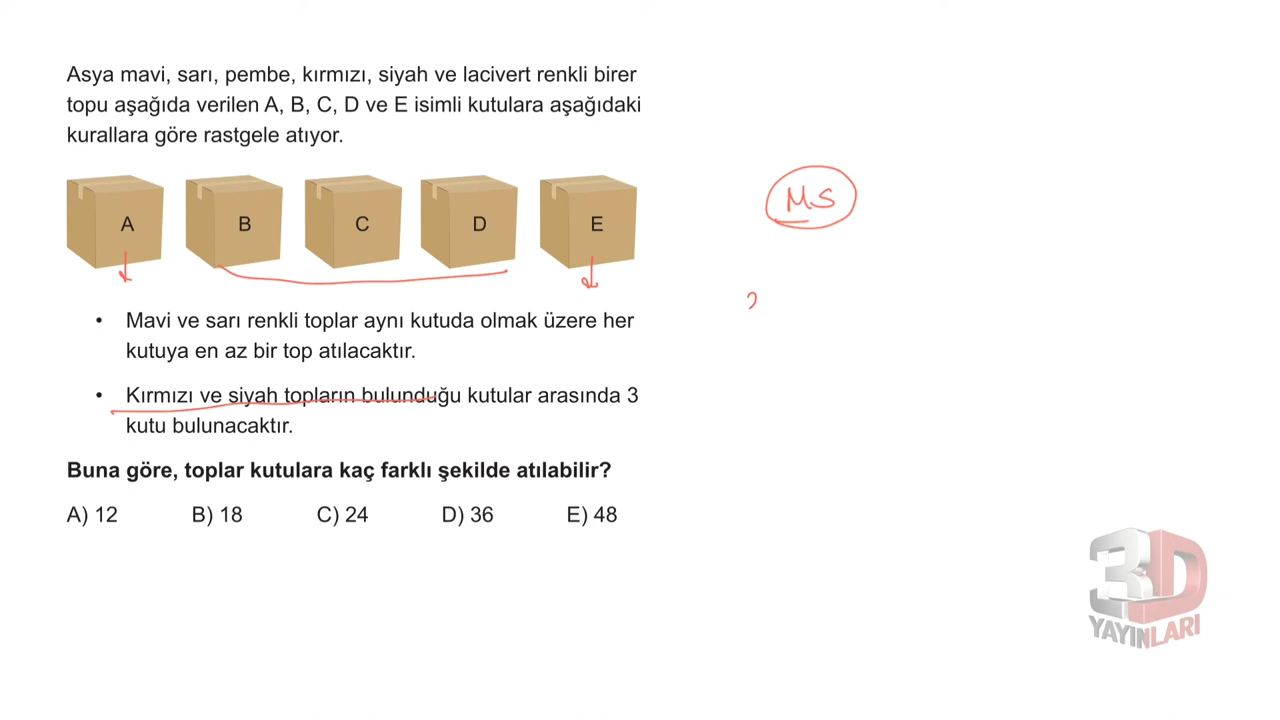 Asya mavi, sarı, pembe, kırmızı, siyah ve lacivert renkli birer
topu aşağıda verilen A, B, C, D ve E isimli kutulara aşağıdaki
kurallara göre rastgele atıyor.
A B C D E
MS
• Mavi ve sarı renkli toplar aynı kutuda olmak üzere her
kutuya en az bir top atılacaktır.
• Kırmızı ve siyah topların bulunduğu kutular arasında 3
kutu bulunacaktır.
Buna göre, toplar kutulara kaç farklı şekilde atılabilir?
A) 12 B) 18 C) 24 D) 36 E) 48
3D
YAYINLARI